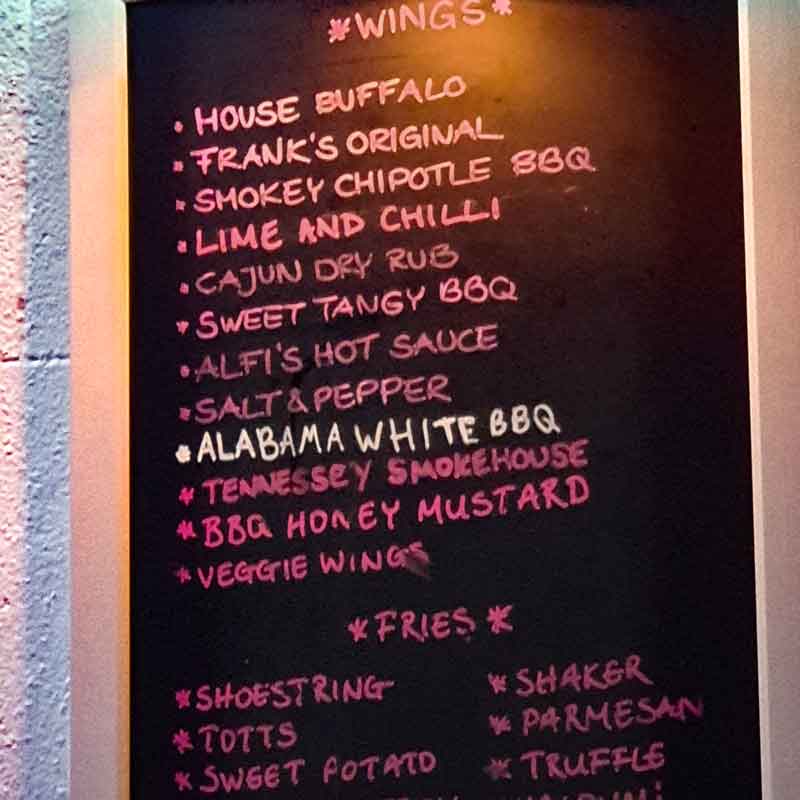 *WINGS*
• HOUSE BUFFALO
• FRANK'S ORIGINAL
• SMOKEY CHIPOTLE BBQ
• LIME AND CHILLI
• CAJUN DRY RUB
• SWEET TANGY BBQ
• ALFI'S HOT SAUCE
• SALT & PEPPER
* ALABAMA WHITE BBQ
* TENNESSEY SMOKEHOUSE
* BBQ HONEY MUSTARD
* VEGGIE WINGS
* FRIES *
* SHOESTRING
* TOTTS
* SWEET POTATO
* SHAKER
* PARMESAN
* TRUFFLE